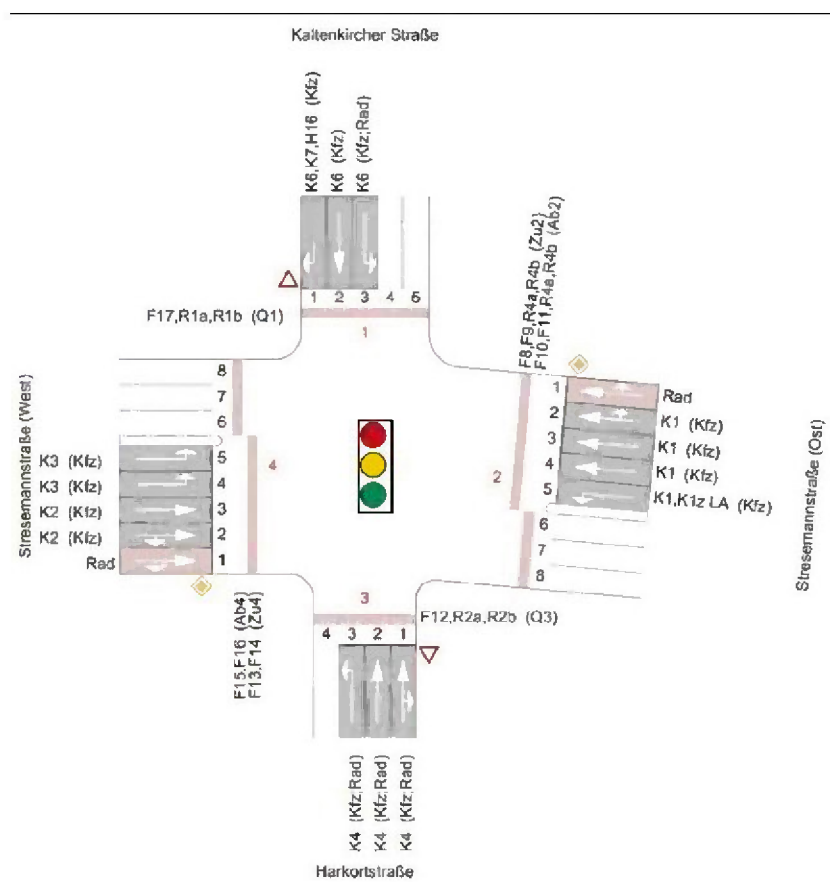 Kaltenkircher Straße
K6,K7,H16 (Kfz)
K6 (Kfz)
K6 (Kfz;Rad)
1 2 3 4 5
F17,R1a,R1b (Q1)
1
F8,F9,R4a,R4b (Zu2)
F10,F11,R4a,R4b (Ab2)
Stresemannstraße (West)
8
7
6
K3 (Kfz) 5
K3 (Kfz) 4
K2 (Kfz) 3
K2 (Kfz) 2
Rad 1
4
2
1 Rad
2 K1 (Kfz)
3 K1 (Kfz)
4 K1 (Kfz)
5 K1,K1z LA (Kfz)
6
7
8
Stresemannstraße (Ost)
F15,F16 (Ab4)
F13,F14 (Zu4)
3
F12,R2a,R2b (Q3)
4 3 2 1
K4 (Kfz;Rad)
K4 (Kfz;Rad)
K4 (Kfz;Rad)
Harkortstraße